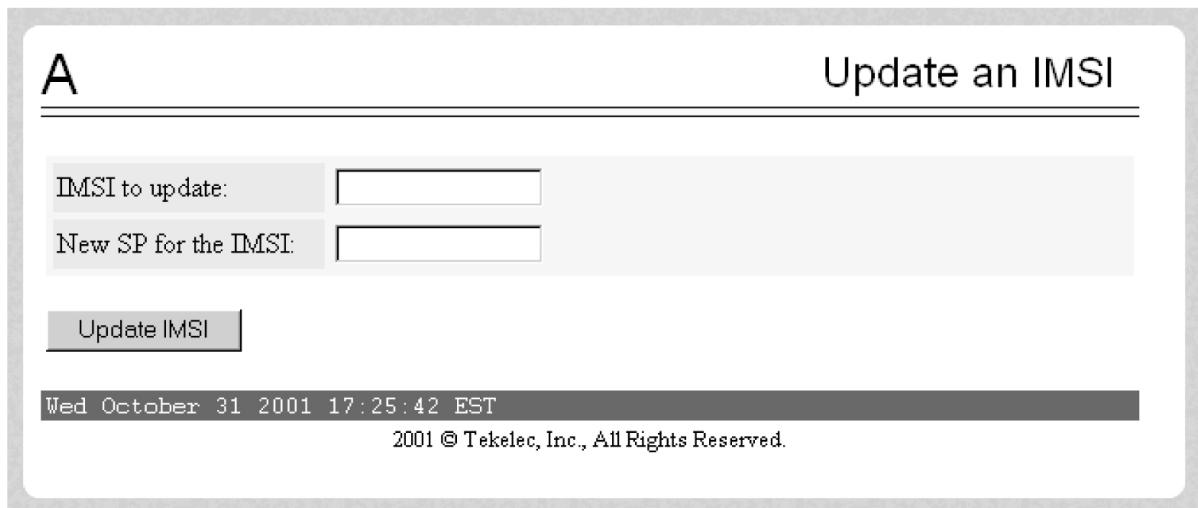 A Update an IMSI
IMSI to update:
New SP for the IMSI:
Update IMSI
Wed October 31 2001 17:25:42 EST
2001 © Tekelec, Inc., All Rights Reserved.